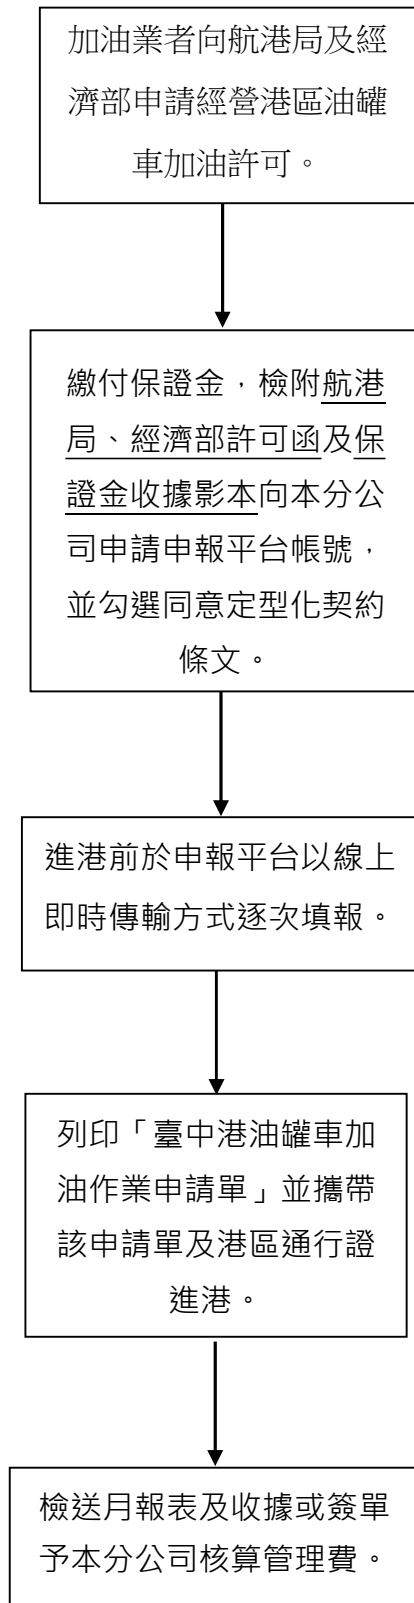 加油業者向航港局及經
濟部申請經營港區油罐
車加油許可。
繳付保證金，檢附航港
局、經濟部許可函及保
證金收據影本向本分公
司申請申報平台帳號，
並勾選同意定型化契約
條文。
進港前於申報平台以線上
即時傳輸方式逐次填報。
列印「臺中港油罐車加
油作業申請單」並攜帶
該申請單及港區通行證
進港。
檢送月報表及收據或簽單
予本分公司核算管理費。